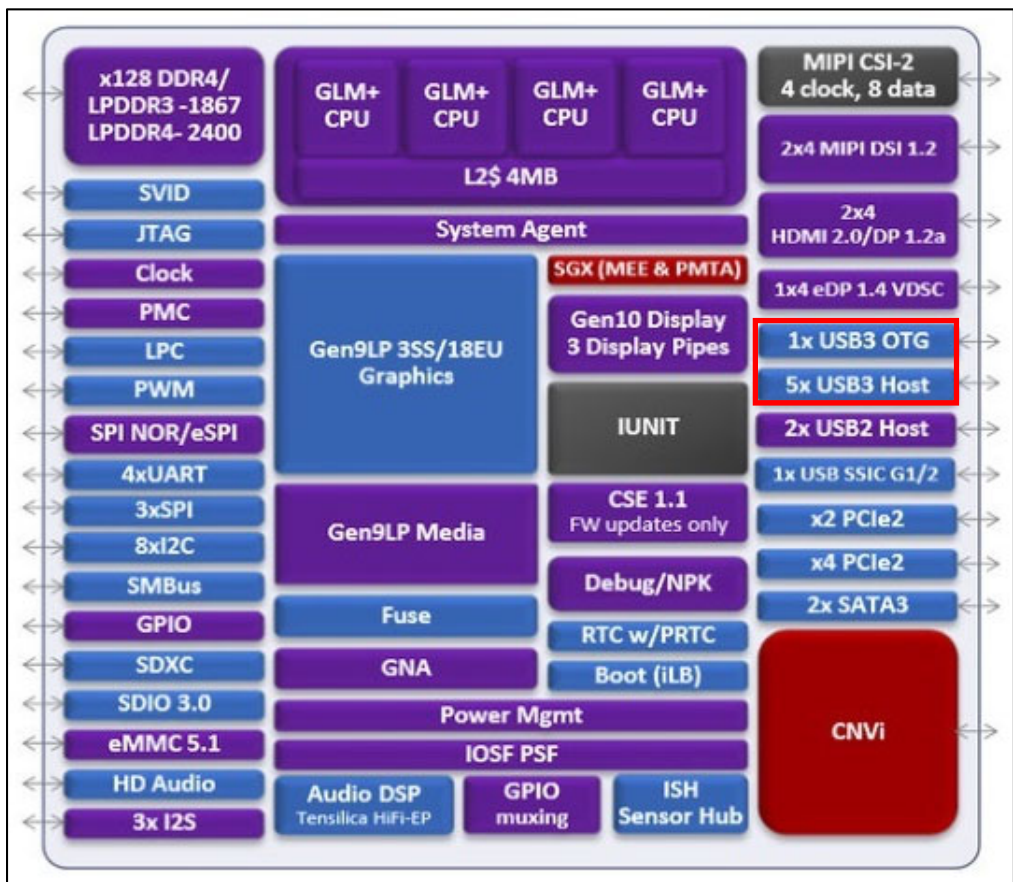 x128 DDR4/
LPDDR3 -1867
LPDDR4- 2400
SVID
JTAG
Clock
PMC
LPC
PWM
SPI NOR/eSPI
4xUART
3xSPI
8xI2C
SMBus
GPIO
SDXC
SDIO 3.0
eMMC 5.1
HD Audio
3x I2S
GLM+
CPU
GLM+
CPU
GLM+
CPU
GLM+
CPU
L2$ 4MB
System Agent
Gen9LP 3SS/18EU
Graphics
Gen9LP Media
Fuse
GNA
SGX (MEE & PMTA)
Gen10 Display
3 Display Pipes
IUNIT
CSE 1.1
FW updates only
Debug/NPK
RTC w/PRTC
Boot (iLB)
Power Mgmt
IOSF PSF
Audio DSP
Tensilica HiFi-EP
GPIO
muxing
ISH
Sensor Hub
MIPI CSI-2
4 clock, 8 data
2x4 MIPI DSI 1.2
2x4
HDMI 2.0/DP 1.2a
1x4 eDP 1.4 VDSC
1x USB3 OTG
5x USB3 Host
2x USB2 Host
1x USB SSIC G1/2
x2 PCIe2
x4 PCIe2
2x SATA3
CNVi